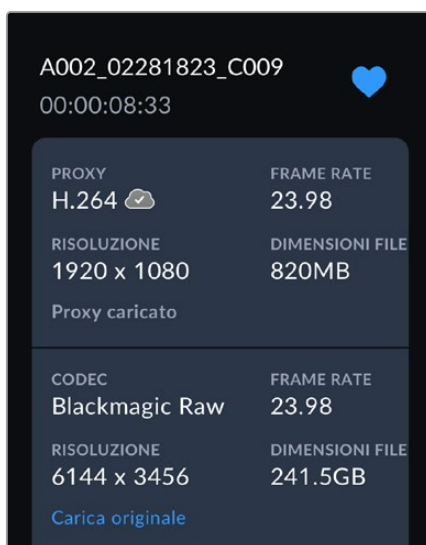 A002_02281823_C009
00:00:08:33
PROXY FRAME RATE
H.264 23.98
RISOLUZIONE DIMENSIONI FILE
1920 x 1080 820MB
Proxy caricato
CODEC FRAME RATE
Blackmagic Raw 23.98
RISOLUZIONE DIMENSIONI FILE
6144 x 3456 241.5GB
Carica originale